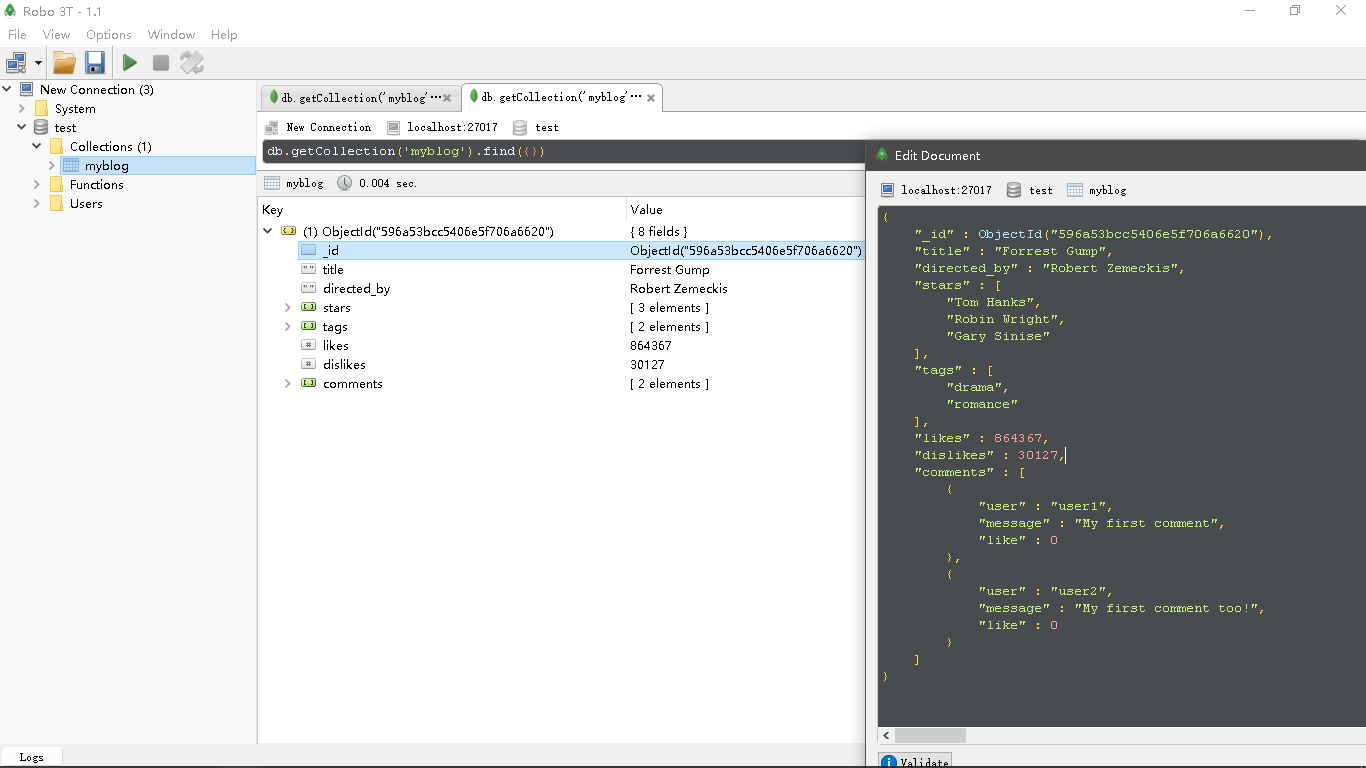 Robo 3T - 1.1
File View Options Window Help
New Connection (3)
System
test
Collections (1)
myblog
Functions
Users
db.getCollection('myblog'···
db.getCollection('myblog'···
New Connection localhost:27017 test
db.getCollection('myblog').find({})
myblog 0.004 sec.
Key Value
(1) ObjectId("596a53bcc5406e5f706a6620") { 8 fields }
_id ObjectId("596a53bcc5406e5f706a6620")
title Forrest Gump
directed_by Robert Zemeckis
stars [ 3 elements ]
tags [ 2 elements ]
likes 864367
dislikes 30127
comments [ 2 elements ]
Edit Document
localhost:27017 test myblog
{
"_id" : ObjectId("596a53bcc5406e5f706a6620"),
"title" : "Forrest Gump",
"directed_by" : "Robert Zemeckis",
"stars" : [
"Tom Hanks",
"Robin Wright",
"Gary Sinise"
],
"tags" : [
"drama",
"romance"
],
"likes" : 864367,
"dislikes" : 30127,
"comments" : [
{
"user" : "user1",
"message" : "My first comment",
"like" : 0
},
{
"user" : "user2",
"message" : "My first comment too!",
"like" : 0
}
]
}
Validate
Logs